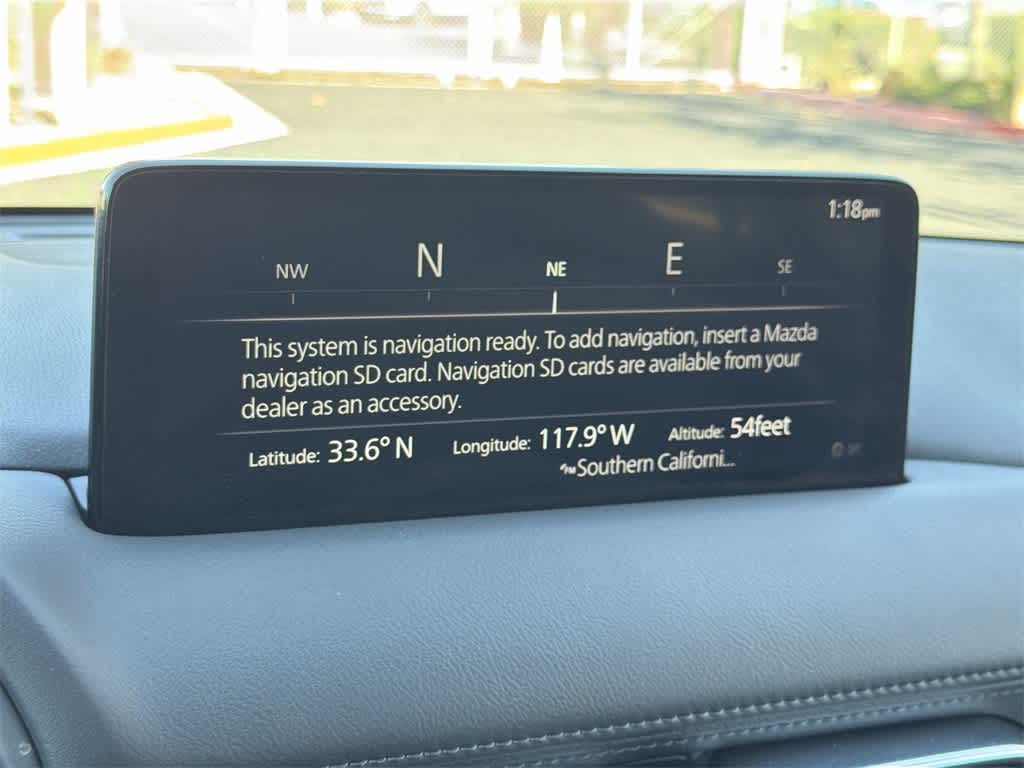 1:18pm
NW N NE E SE
This system is navigation ready. To add navigation, insert a Mazda
navigation SD card. Navigation SD cards are available from your
dealer as an accessory.
Latitude: 33.6° N Longitude: 117.9° W Altitude: 54feet
Southern Californi...